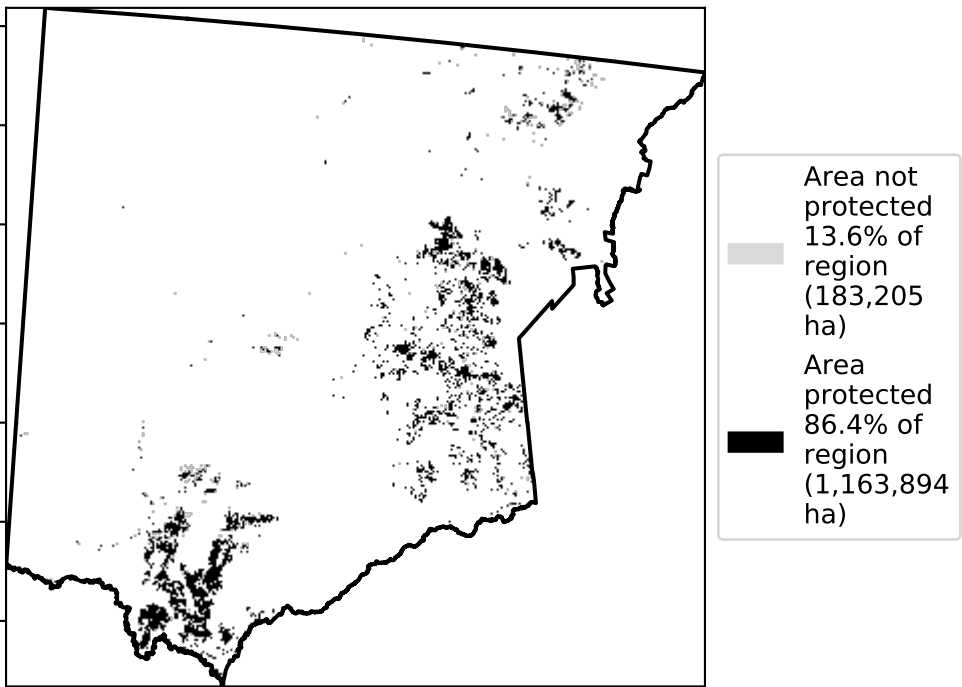 Area not
protected
13.6% of
region
(183,205
ha)
Area
protected
86.4% of
region
(1,163,894
ha)